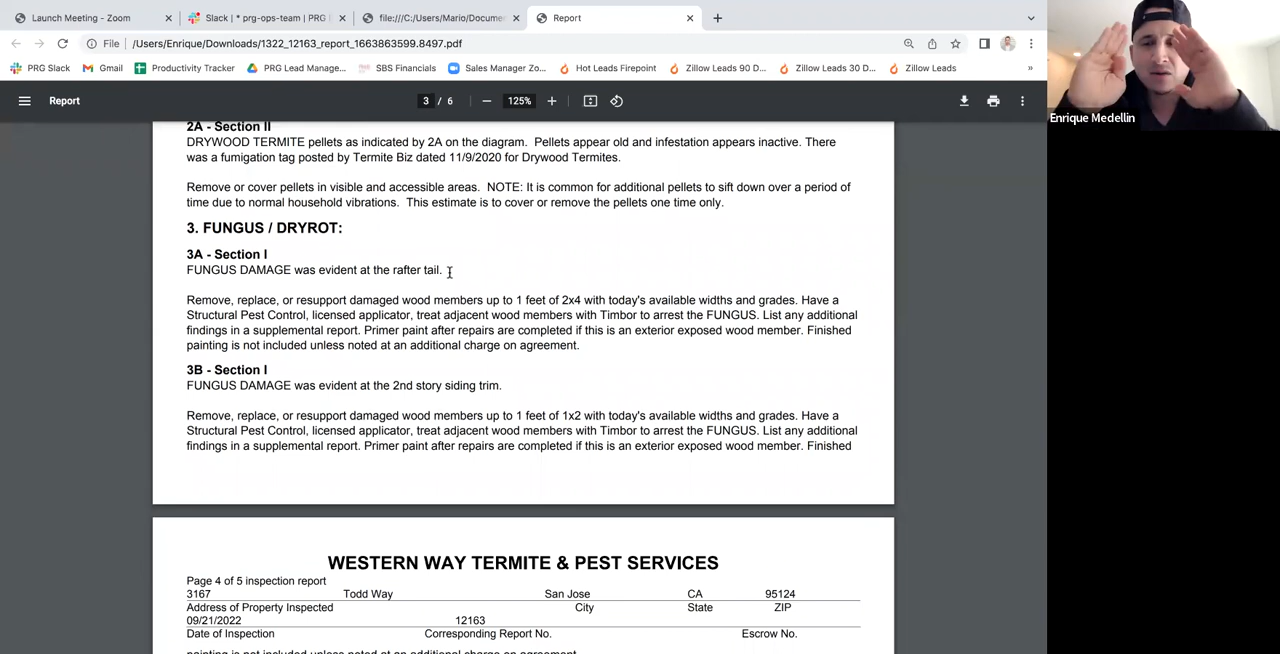 Launch Meeting - Zoom
Slack | * prg-ops-team | PRG
file:///C:/Users/Mario/Docume
Report
File
/Users/Enrique/Downloads/1322_12163_report_1663863599.8497.pdf
PRG Slack
Gmail
Productivity Tracker
PRG Lead Manage...
SBS Financials
Sales Manager Zo...
Hot Leads Firepoint
Zillow Leads 90 D...
Zillow Leads 30 D...
Zillow Leads
»
Report
3 / 6
125%
Enrique Medellin
2A - Section II
DRYWOOD TERMITE pellets as indicated by 2A on the diagram. Pellets appear old and infestation appears inactive. There
was a fumigation tag posted by Termite Biz dated 11/9/2020 for Drywood Termites.
Remove or cover pellets in visible and accessible areas. NOTE: It is common for additional pellets to sift down over a period of
time due to normal household vibrations. This estimate is to cover or remove the pellets one time only.
3. FUNGUS / DRYROT:
3A - Section I
FUNGUS DAMAGE was evident at the rafter tail.
Remove, replace, or resupport damaged wood members up to 1 feet of 2x4 with today's available widths and grades. Have a
Structural Pest Control, licensed applicator, treat adjacent wood members with Timbor to arrest the FUNGUS. List any additional
findings in a supplemental report. Primer paint after repairs are completed if this is an exterior exposed wood member. Finished
painting is not included unless noted at an additional charge on agreement.
3B - Section I
FUNGUS DAMAGE was evident at the 2nd story siding trim.
Remove, replace, or resupport damaged wood members up to 1 feet of 1x2 with today's available widths and grades. Have a
Structural Pest Control, licensed applicator, treat adjacent wood members with Timbor to arrest the FUNGUS. List any additional
findings in a supplemental report. Primer paint after repairs are completed if this is an exterior exposed wood member. Finished
WESTERN WAY TERMITE & PEST SERVICES
Page 4 of 5 inspection report
3167 Todd Way San Jose CA 95124
Address of Property Inspected City State ZIP
09/21/2022 12163
Date of Inspection Corresponding Report No. Escrow No.
painting is not included unless noted at an additional charge on agreement.